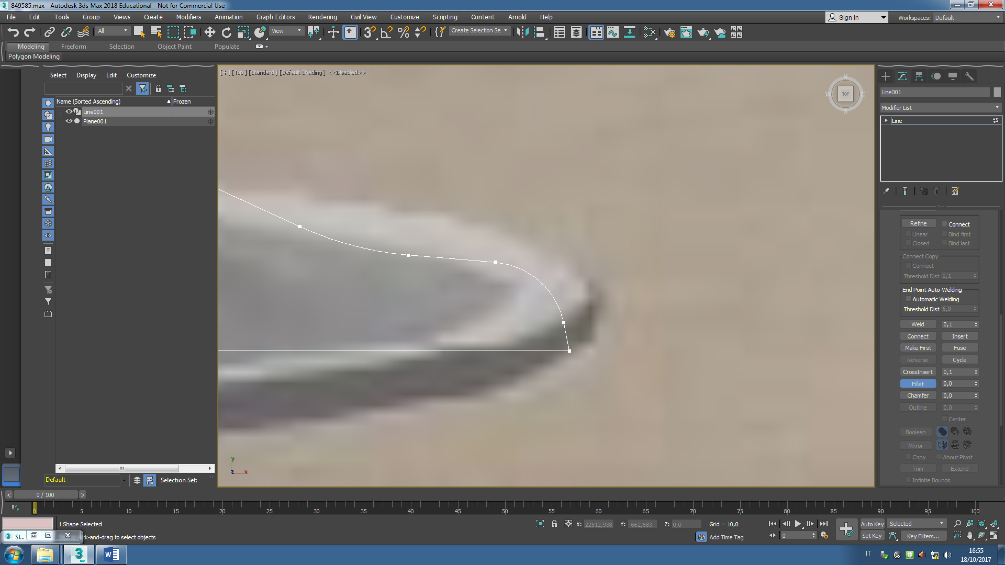 849585.max - Autodesk 3ds Max 2018 Educational - Not for Commercial Use
File Edit Tools Group Views Create Modifiers Animation Graph Editors Rendering Civil View Customize Scripting Content Arnold Help
Sign In Workspaces: Default
All View Create Selection Se
Modeling Freeform Selection Object Paint Populate
Polygon Modeling
Select Display Edit Customize
Name (Sorted Ascending) Frozen
Line001
Plane001
TOP
Line001
Modifier List
Line
Refine Connect
Linear Bind first
Closed Bind last
Connect Copy
Connect
Threshold Dist 0,1
End Point Auto Welding
Automatic Welding
Threshold Dist 5,0
Weld 0,1
Connect Insert
Make First Fuse
Reverse Cycle
CrossInsert 0,1
Fillet 0,0
Chamfer 0,0
Outline 0,0
Center
Boolean
Mirror
Copy About Pivot
Trim Extend
Infinite Bounds
y
z x
Default Selection Set:
0 / 100
0 5 10 15 20 25 30 35 40 45 50 55 60 65 70 75 80 85 90 95 100
1 Shape Selected
-and-drag to select objects
X: Y: Z: 0,0 Grid = 10,0
Add Time Tag
Auto Key Selected
Set Key Key Filters...
IT 16:55
18/10/2017